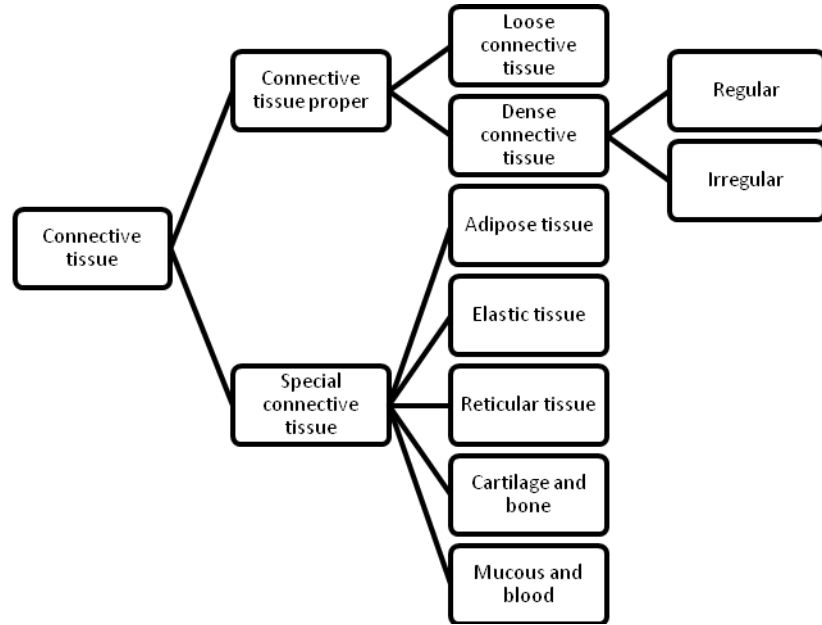 Loose
connective
tissue
Connective
tissue proper
Regular
Dense
connective
tissue
Irregular
Connective
tissue
Adipose tissue
Elastic tissue
Special
connective
tissue
Reticular tissue
Cartilage and
bone
Mucous and
blood